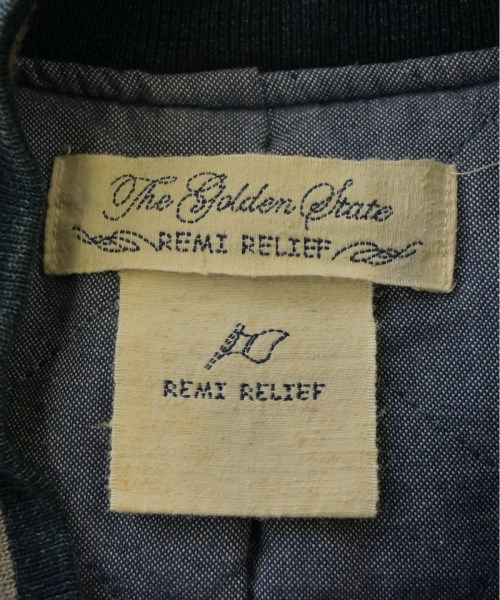 The Golden State
REMI RELIEF
REMI RELIEF